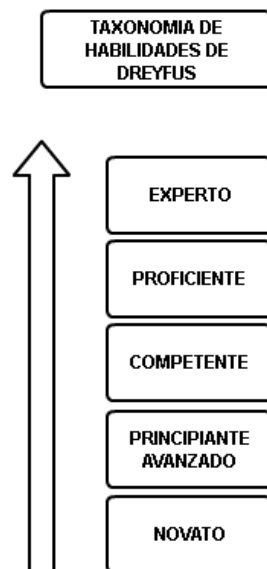 TAXONOMIA DE
HABILIDADES DE
DREYFUS
EXPERTO
PROFICIENTE
COMPETENTE
PRINCIPIANTE
AVANZADO
NOVATO